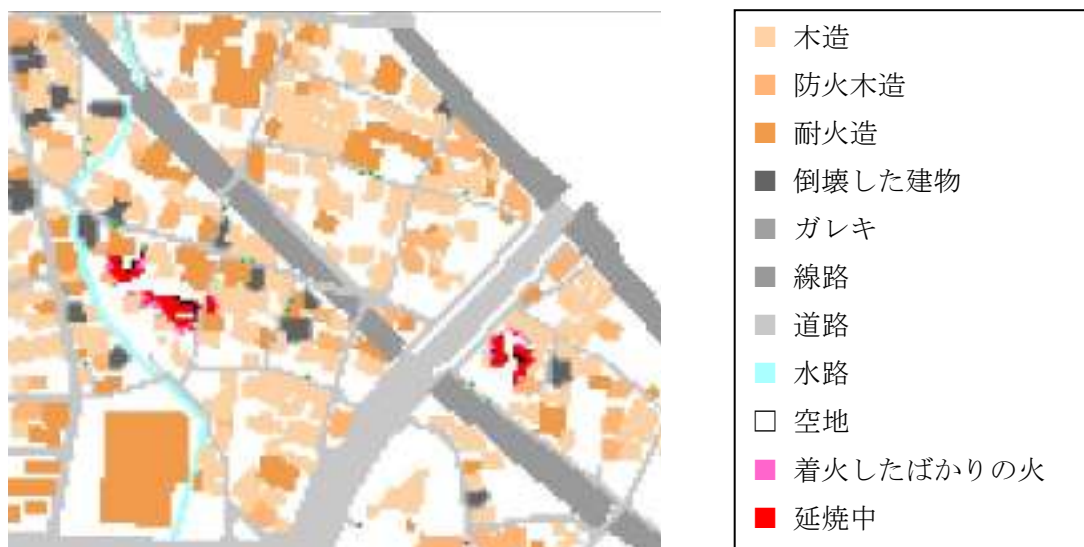 木造
防火木造
耐火造
倒壊した建物
ガレキ
線路
道路
水路
空地
着火したばかりの火
延焼中